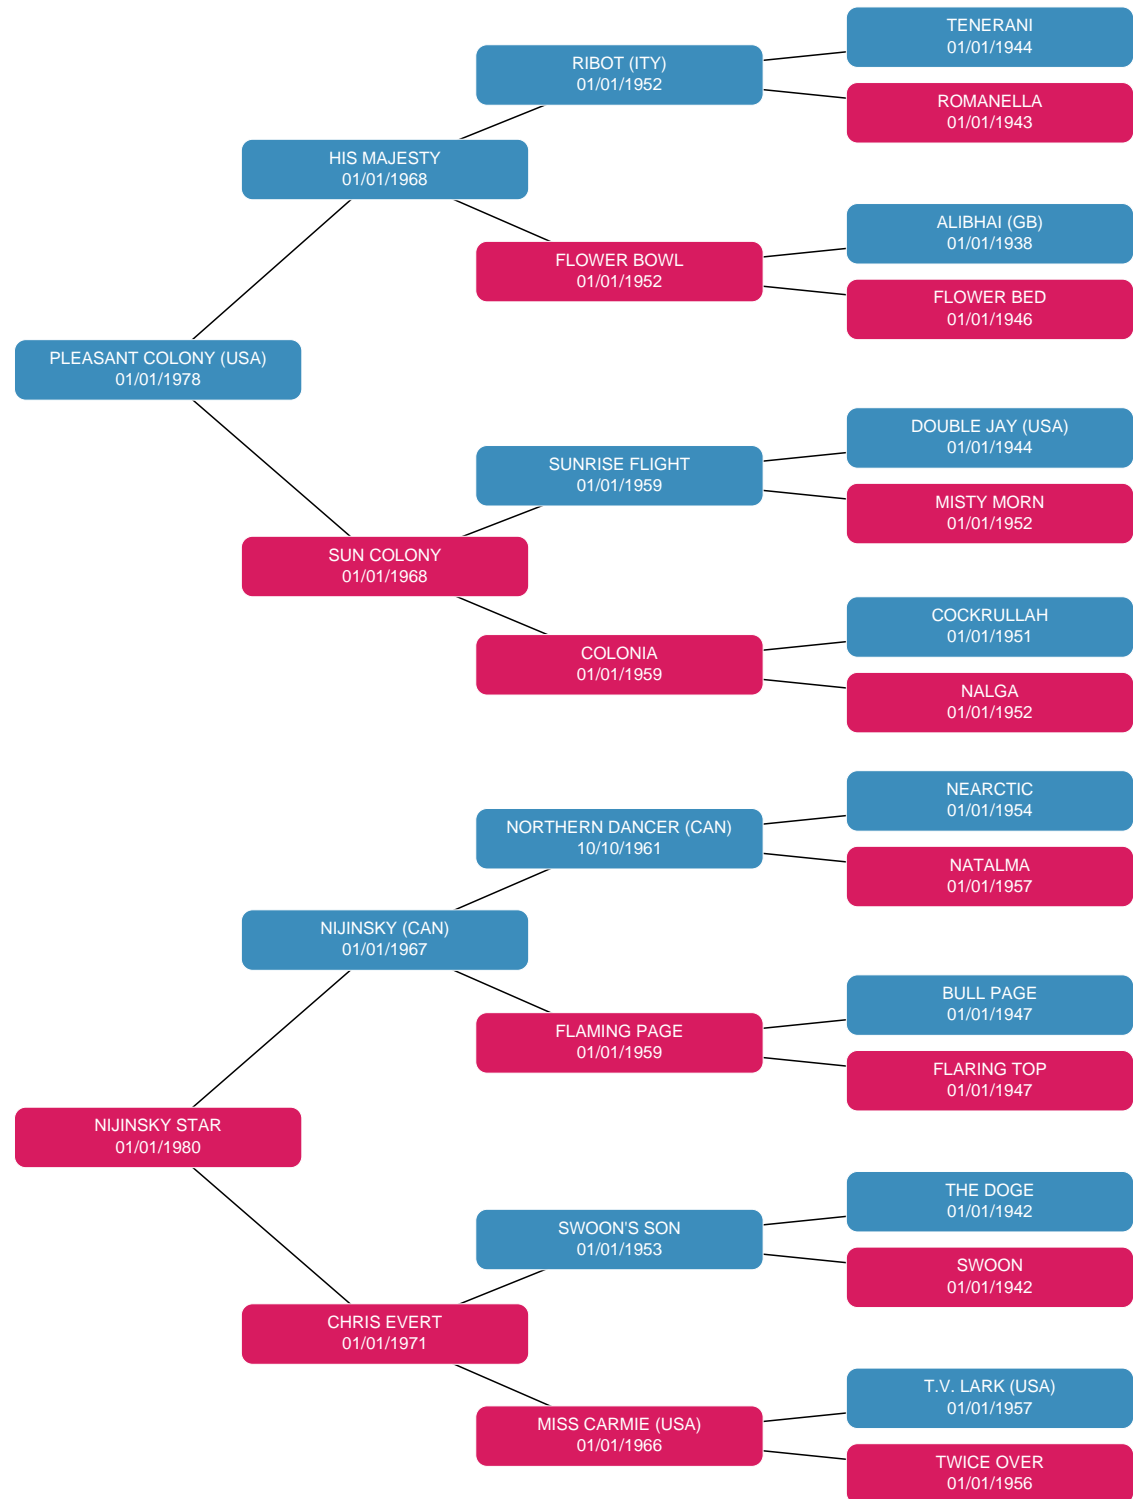 TENERANI
01/01/1944
RIBOT (ITY)
01/01/1952
ROMANELLA
01/01/1943
HIS MAJESTY
01/01/1968
ALIBHAI (GB)
01/01/1938
FLOWER BOWL
01/01/1952
FLOWER BED
01/01/1946
PLEASANT COLONY (USA)
01/01/1978
DOUBLE JAY (USA)
01/01/1944
SUNRISE FLIGHT
01/01/1959
MISTY MORN
01/01/1952
SUN COLONY
01/01/1968
COCKRULLAH
01/01/1951
COLONIA
01/01/1959
NALGA
01/01/1952
NEARCTIC
01/01/1954
NORTHERN DANCER (CAN)
10/10/1961
NATALMA
01/01/1957
NIJINSKY (CAN)
01/01/1967
BULL PAGE
01/01/1947
FLAMING PAGE
01/01/1959
FLARING TOP
01/01/1947
NIJINSKY STAR
01/01/1980
THE DOGE
01/01/1942
SWOON'S SON
01/01/1953
SWOON
01/01/1942
CHRIS EVERT
01/01/1971
T.V. LARK (USA)
01/01/1957
MISS CARMIE (USA)
01/01/1966
TWICE OVER
01/01/1956